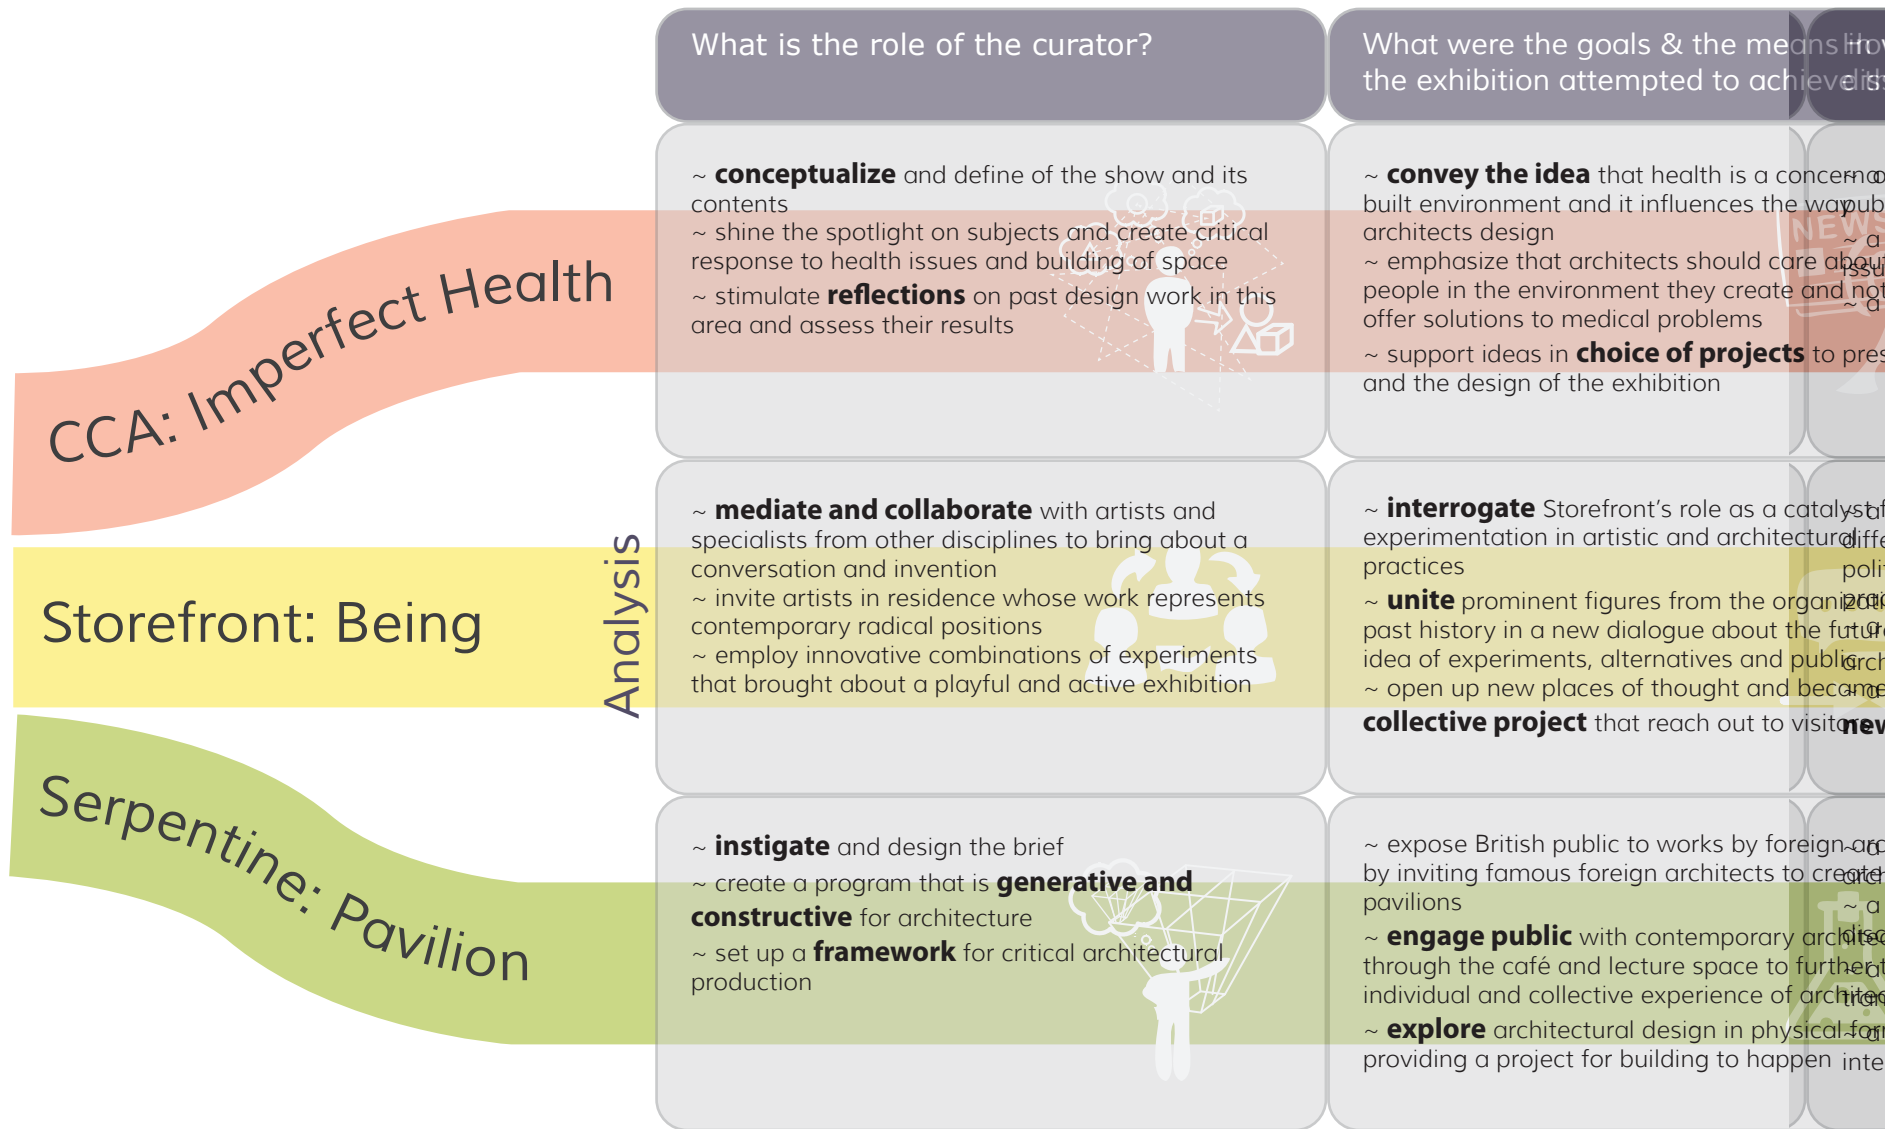 What is the role of the curator?
What were the goals & the means in
the exhibition attempted to achieve
CCA: Imperfect Health
~ conceptualize and define of the show and its
contents
~ shine the spotlight on subjects and create critical
response to health issues and building of space
~ stimulate reflections on past design work in this
area and assess their results
~ convey the idea that health is a concern
built environment and it influences the way
architects design
~ emphasize that architects should care about
people in the environment they create and not
offer solutions to medical problems
~ support ideas in choice of projects to
and the design of the exhibition
NEWS
Analysis
Storefront: Being
~ mediate and collaborate with artists and
specialists from other disciplines to bring about a
conversation and invention
~ invite artists in residence whose work represents
contemporary radical positions
~ employ innovative combinations of experiments
that brought about a playful and active exhibition
~ interrogate Storefront's role as a catalyst
experimentation in artistic and architectural
practices
~ unite prominent figures from the
past history in a new dialogue about the future
idea of experiments, alternatives and public
~ open up new places of thought and become
collective project that reach out to visitors
Serpentine: Pavilion
~ instigate and design the brief
~ create a program that is generative and
constructive for architecture
~ set up a framework for critical architectural
production
~ expose British public to works by foreign
by inviting famous foreign architects to create
pavilions
~ engage public with contemporary
through the café and lecture space to further
individual and collective experience of
~ explore architectural design in physical
providing a project for building to happen